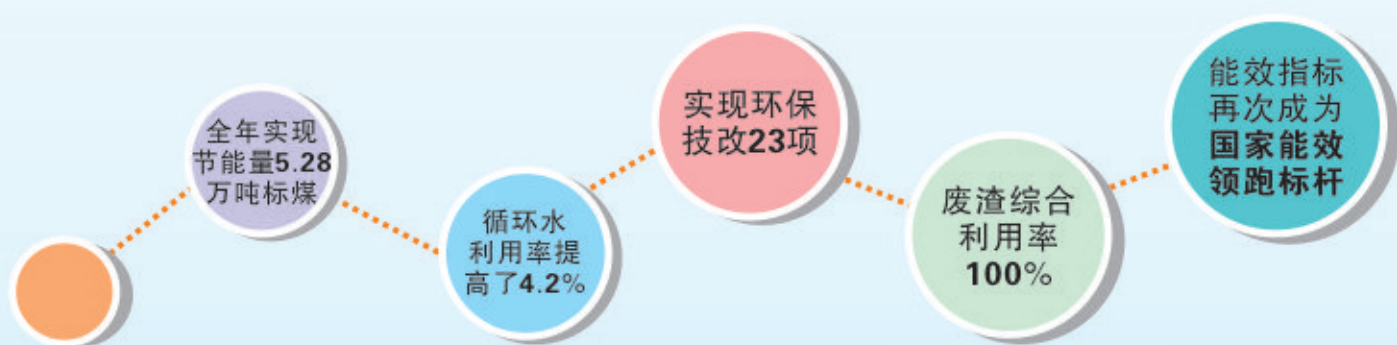 全年实现
节能量5.28
万吨标煤
循环水
利用率提
高了4.2%
实现环保
技改23项
废渣综合
利用率
100%
能效指标
再次成为
国家能效
领跑标杆